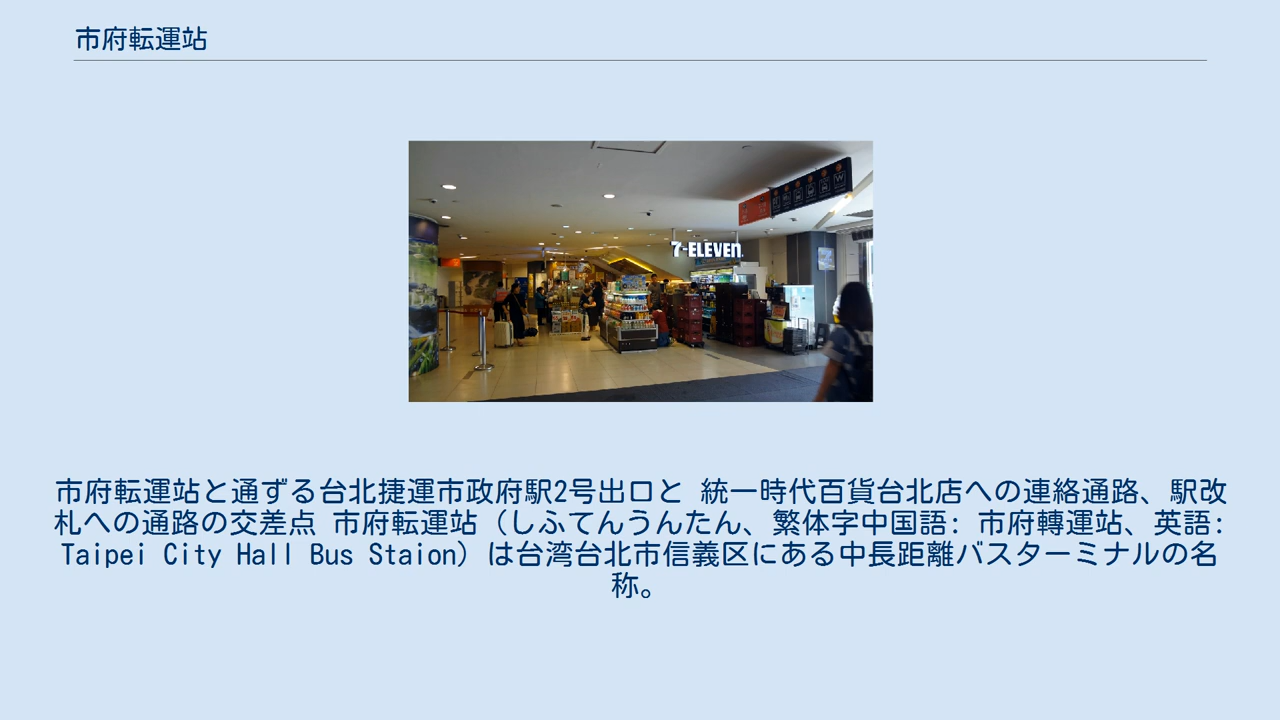 市府転運站
7-ELEVEn
市府転運站と通ずる台北捷運市政府駅2号出口と 統一時代百貨台北店への連絡通路、駅改
札への通路の交差点 市府転運站（しふてんうんたん、繁体字中国語: 市府轉運站、英語:
Taipei City Hall Bus Staion）は台湾台北市信義区にある中長距離バスターミナルの名
称。